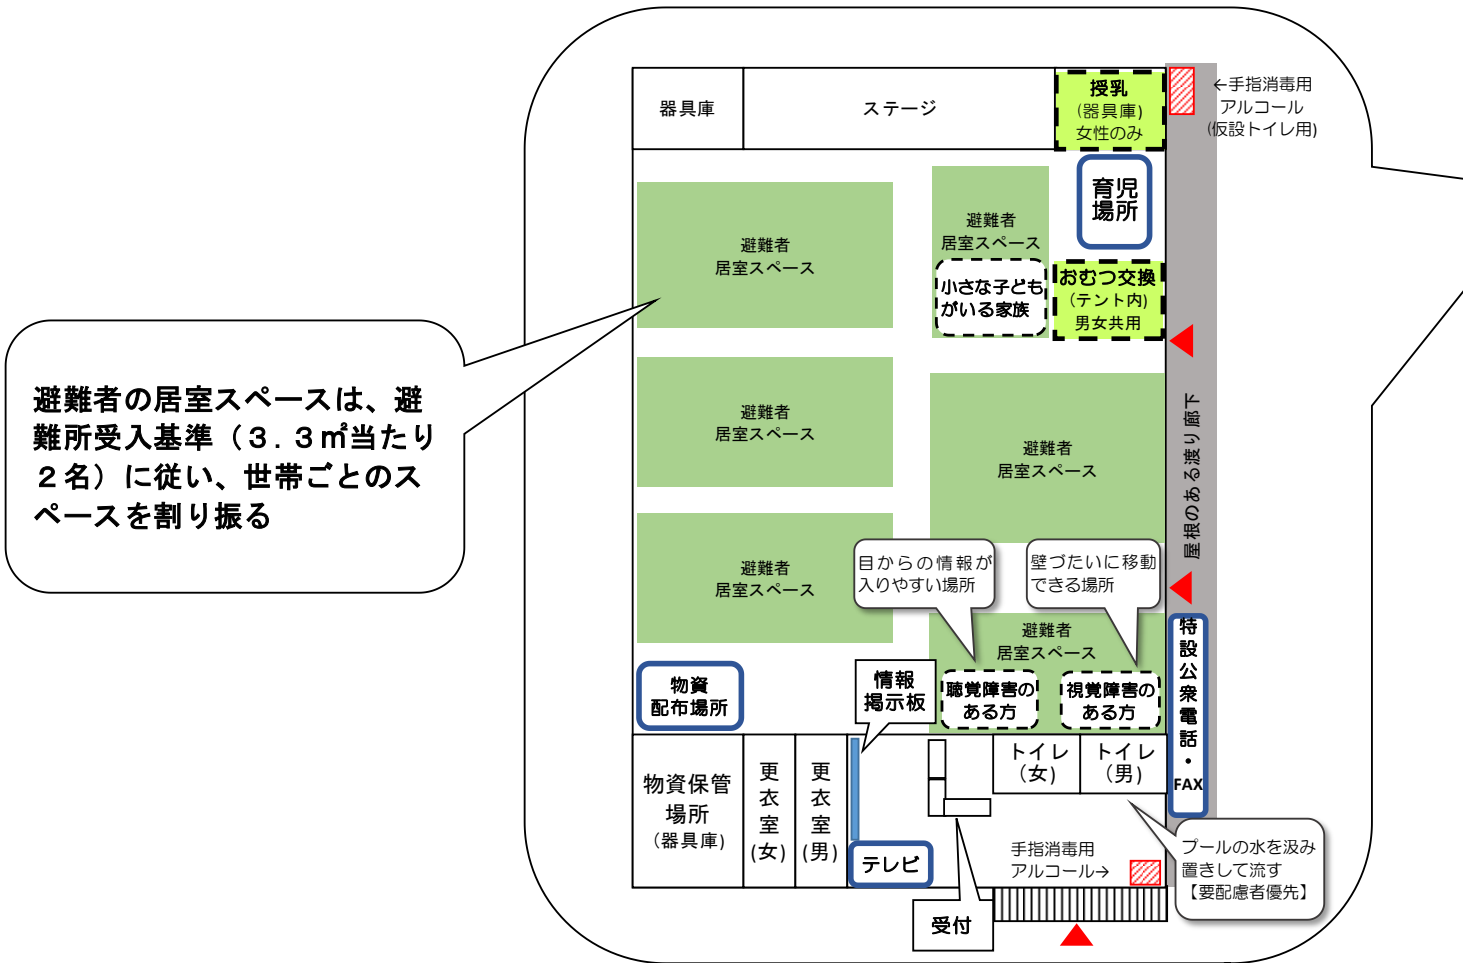 器具庫
ステージ
授乳
(器具庫)
女性のみ
←手指消毒用
アルコール
(仮設トイレ用)
育児
場所
避難者
居室スペース
避難者
居室スペース
小さな子ども
がいる家族
おむつ交換
(テント内)
男女共用
避難者の居室スペースは、避
難所受入基準（３.３㎡当たり
２名）に従い、世帯ごとのス
ペースを割り振る
避難者
居室スペース
避難者
居室スペース
屋根のある渡り廊下
避難者
居室スペース
目からの情報が
入りやすい場所
壁づたいに移動
できる場所
避難者
居室スペース
聴覚障害の
ある方
視覚障害の
ある方
特設公衆電話・FAX
物資
配布場所
情報
掲示板
物資保管
場所
（器具庫）
更衣室(女)
更衣室(男)
トイレ
(女)
トイレ
(男)
テレビ
手指消毒用
アルコール→
プールの水を汲み
置きして流す
【要配慮者優先】
受付